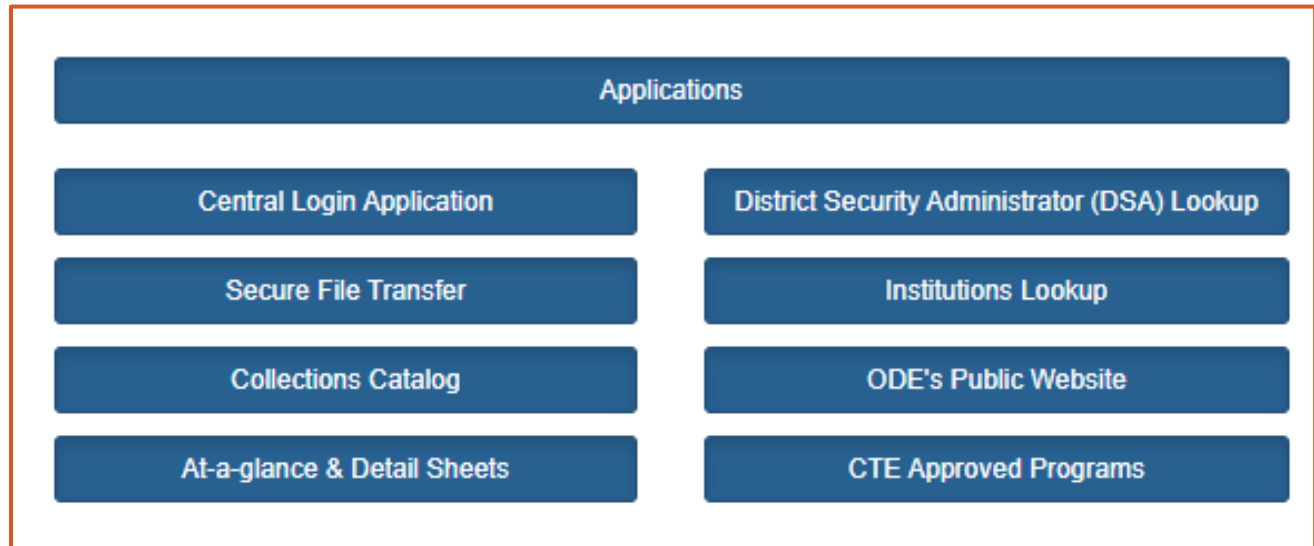 Applications
Central Login Application
District Security Administrator (DSA) Lookup
Secure File Transfer
Institutions Lookup
Collections Catalog
ODE's Public Website
At-a-glance & Detail Sheets
CTE Approved Programs